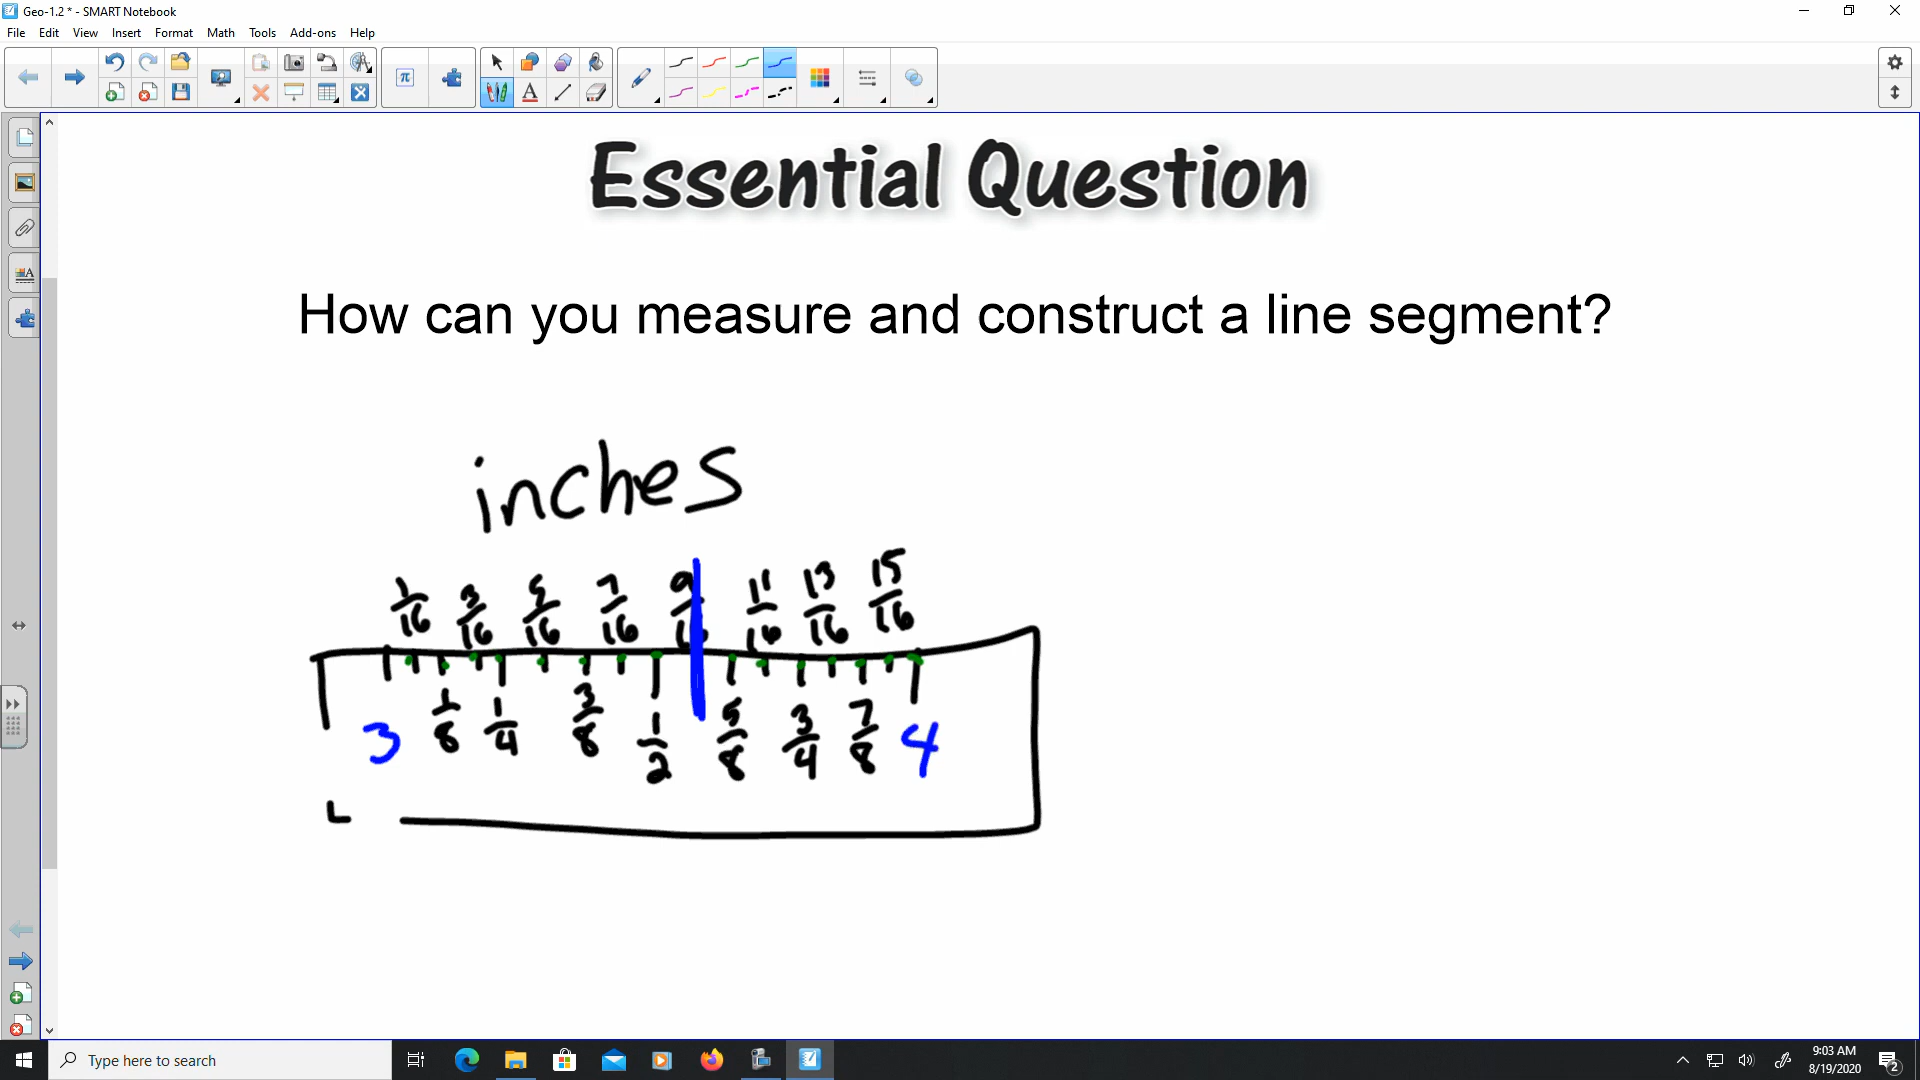 Geo-1.2 * - SMART Notebook
File Edit View Insert Format Math Tools Add-ons Help
π
A
Essential Question
How can you measure and construct a line segment?
inches
1/16 3/16 5/16 7/16 9/16 11/16 13/16 15/16
3 1/8 1/4 3/8 1/2 5/8 3/4 7/8 4
Type here to search
9:03 AM
8/19/2020
2